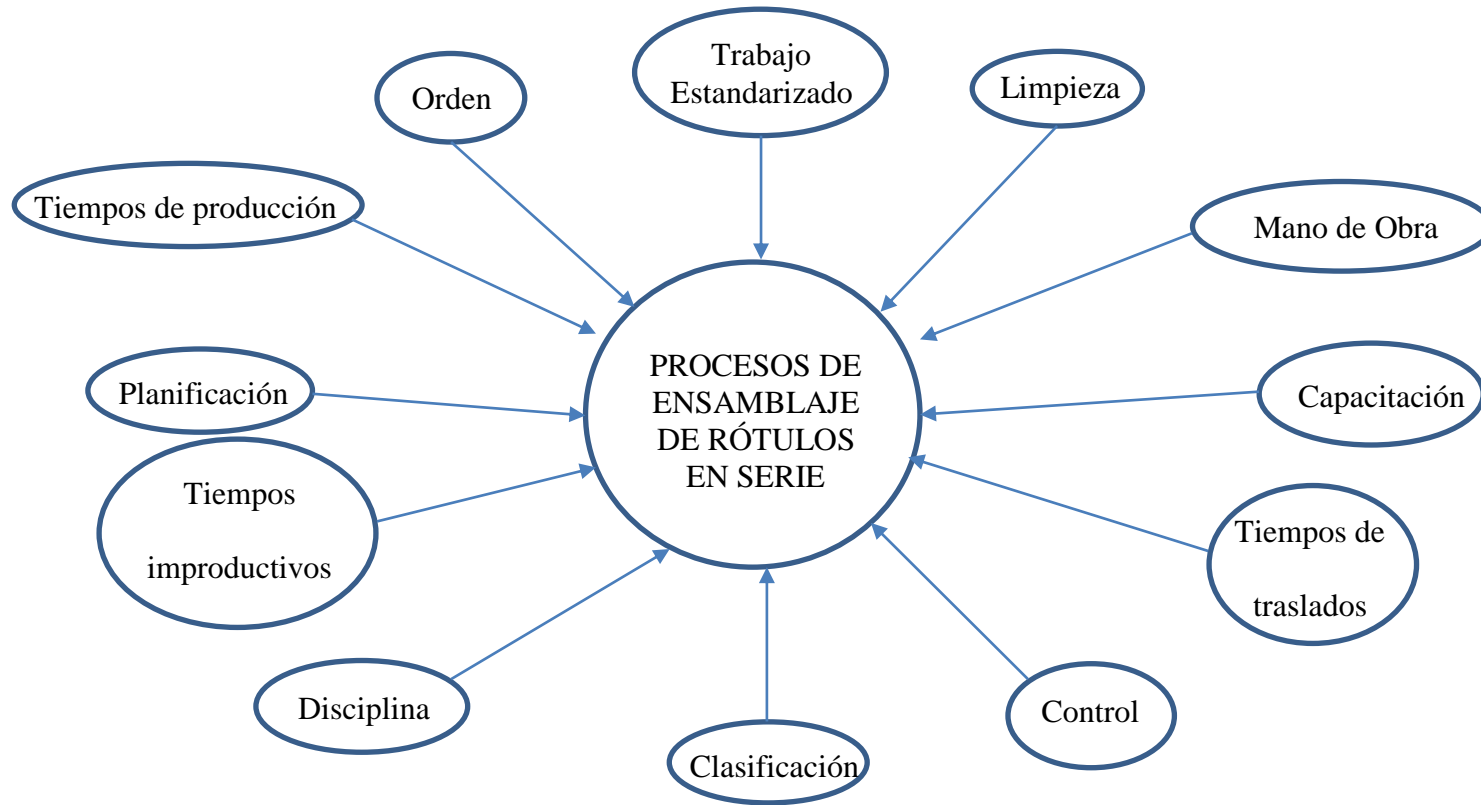 Trabajo
Estandarizado
Orden
Limpieza
Tiempos de producción
Mano de Obra
PROCESOS DE
ENSAMBLAJE
DE RÓTULOS
EN SERIE
Planificación
Capacitación
Tiempos
improductivos
Tiempos de
traslados
Disciplina
Control
Clasificación